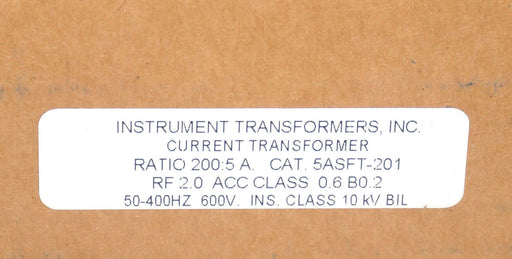 INSTRUMENT TRANSFORMERS, INC.
CURRENT TRANSFORMER
RATIO 200:5 A. CAT. 5ASFT-201
RF 2.0 ACC CLASS 0.6 B0.2
50-400HZ 600V. INS. CLASS 10 kV BIL